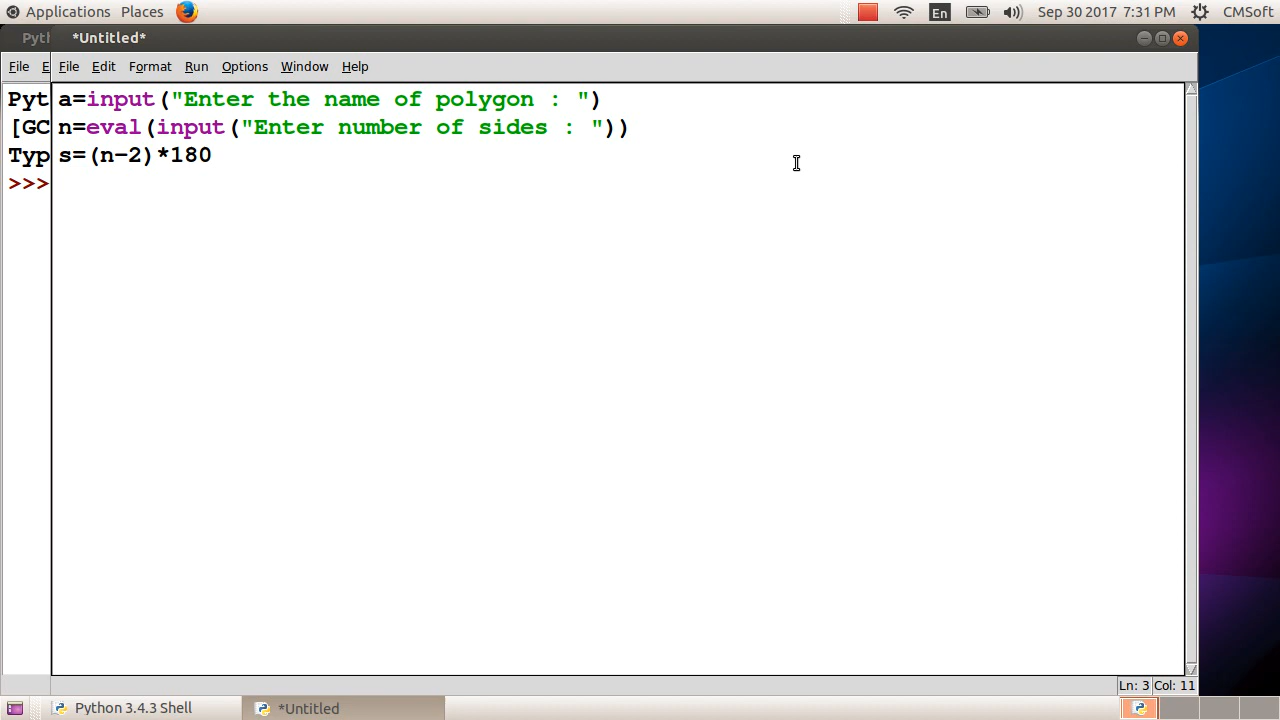 Applications Places En Sep 30 2017 7:31 PM CMSoft
Pyth *Untitled*
File E File Edit Format Run Options Window Help
Pyt a=input("Enter the name of polygon : ")
[GC n=eval(input("Enter number of sides : "))
Typ s=(n-2)*180
>>>
Ln: 3 Col: 11
Python 3.4.3 Shell *Untitled